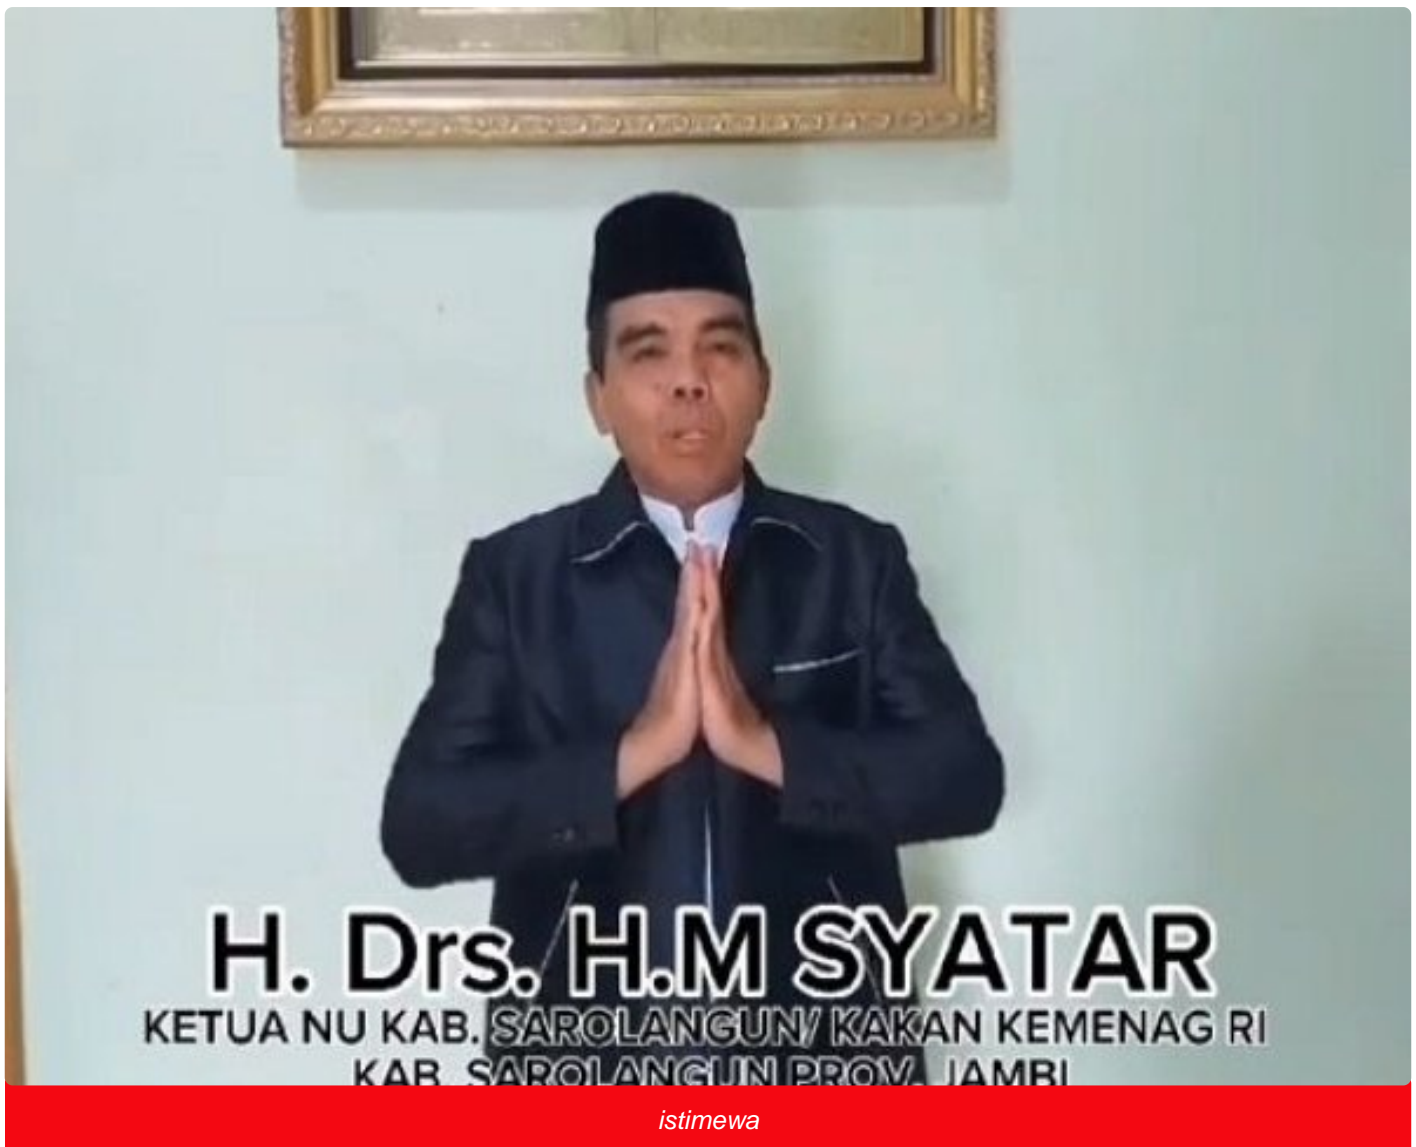 H. Drs. H.M SYATAR
KETUA NU KAB. SAROLANGUN/ KAKAN KEMENAG RI
KAB. SAROLANGUN PROV. JAMBI
istimewa